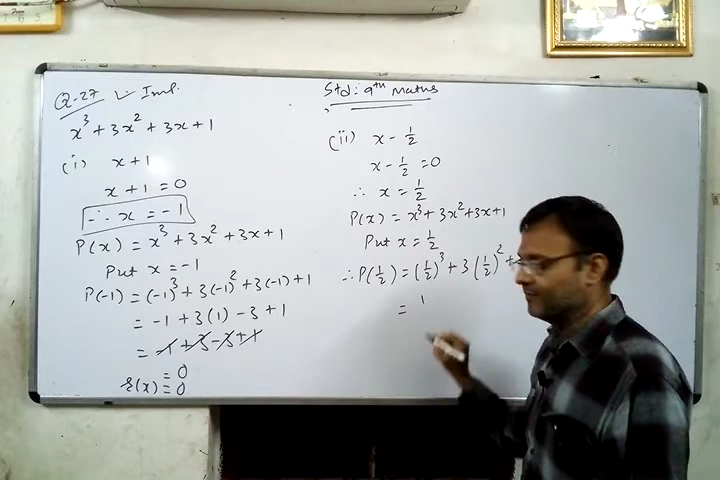 Q-27 Imp.
x³ + 3x² + 3x + 1
(i) x + 1
x + 1 = 0
∴ x = -1
P(x) = x³ + 3x² + 3x + 1
Put x = -1
P(-1) = (-1)³ + 3(-1)² + 3(-1) + 1
= -1 + 3(1) - 3 + 1
= -1 + 3 - 3 + 1
= 0
r(x) = 0
Std: 9th Maths
(ii) x - 1/2
x - 1/2 = 0
∴ x = 1/2
P(x) = x³ + 3x² + 3x + 1
Put x = 1/2
∴ P(1/2) = (1/2)³ + 3(1/2)² +
= 1